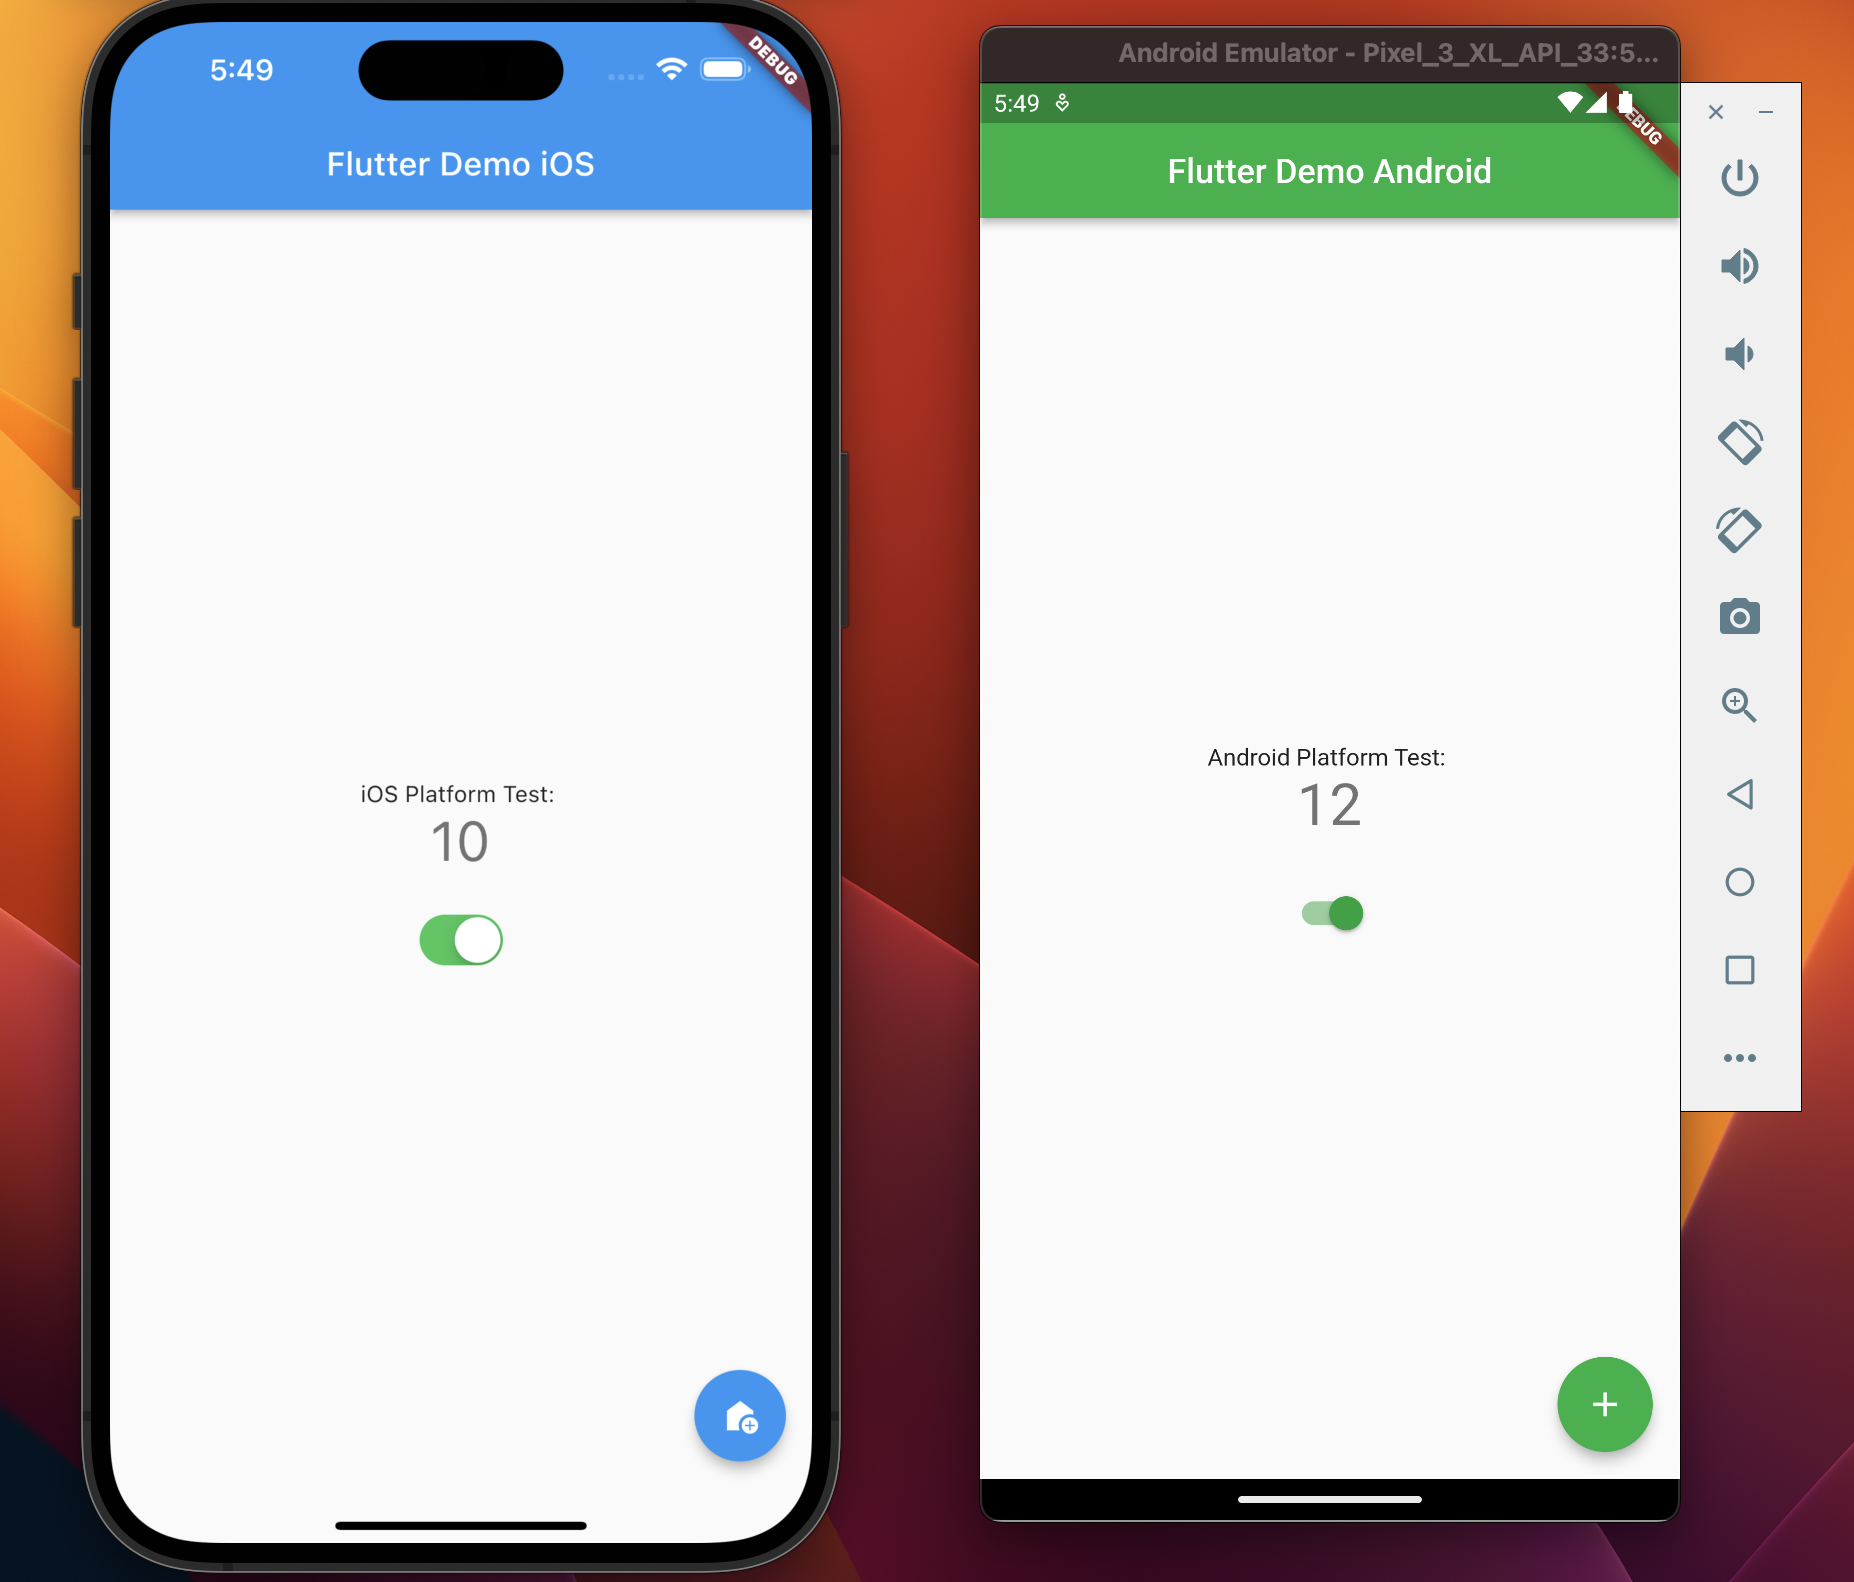 5:49
DEBUG
Flutter Demo iOS
iOS Platform Test:
10
Android Emulator - Pixel_3_XL_API_33:5...
5:49
DEBUG
Flutter Demo Android
Android Platform Test:
12